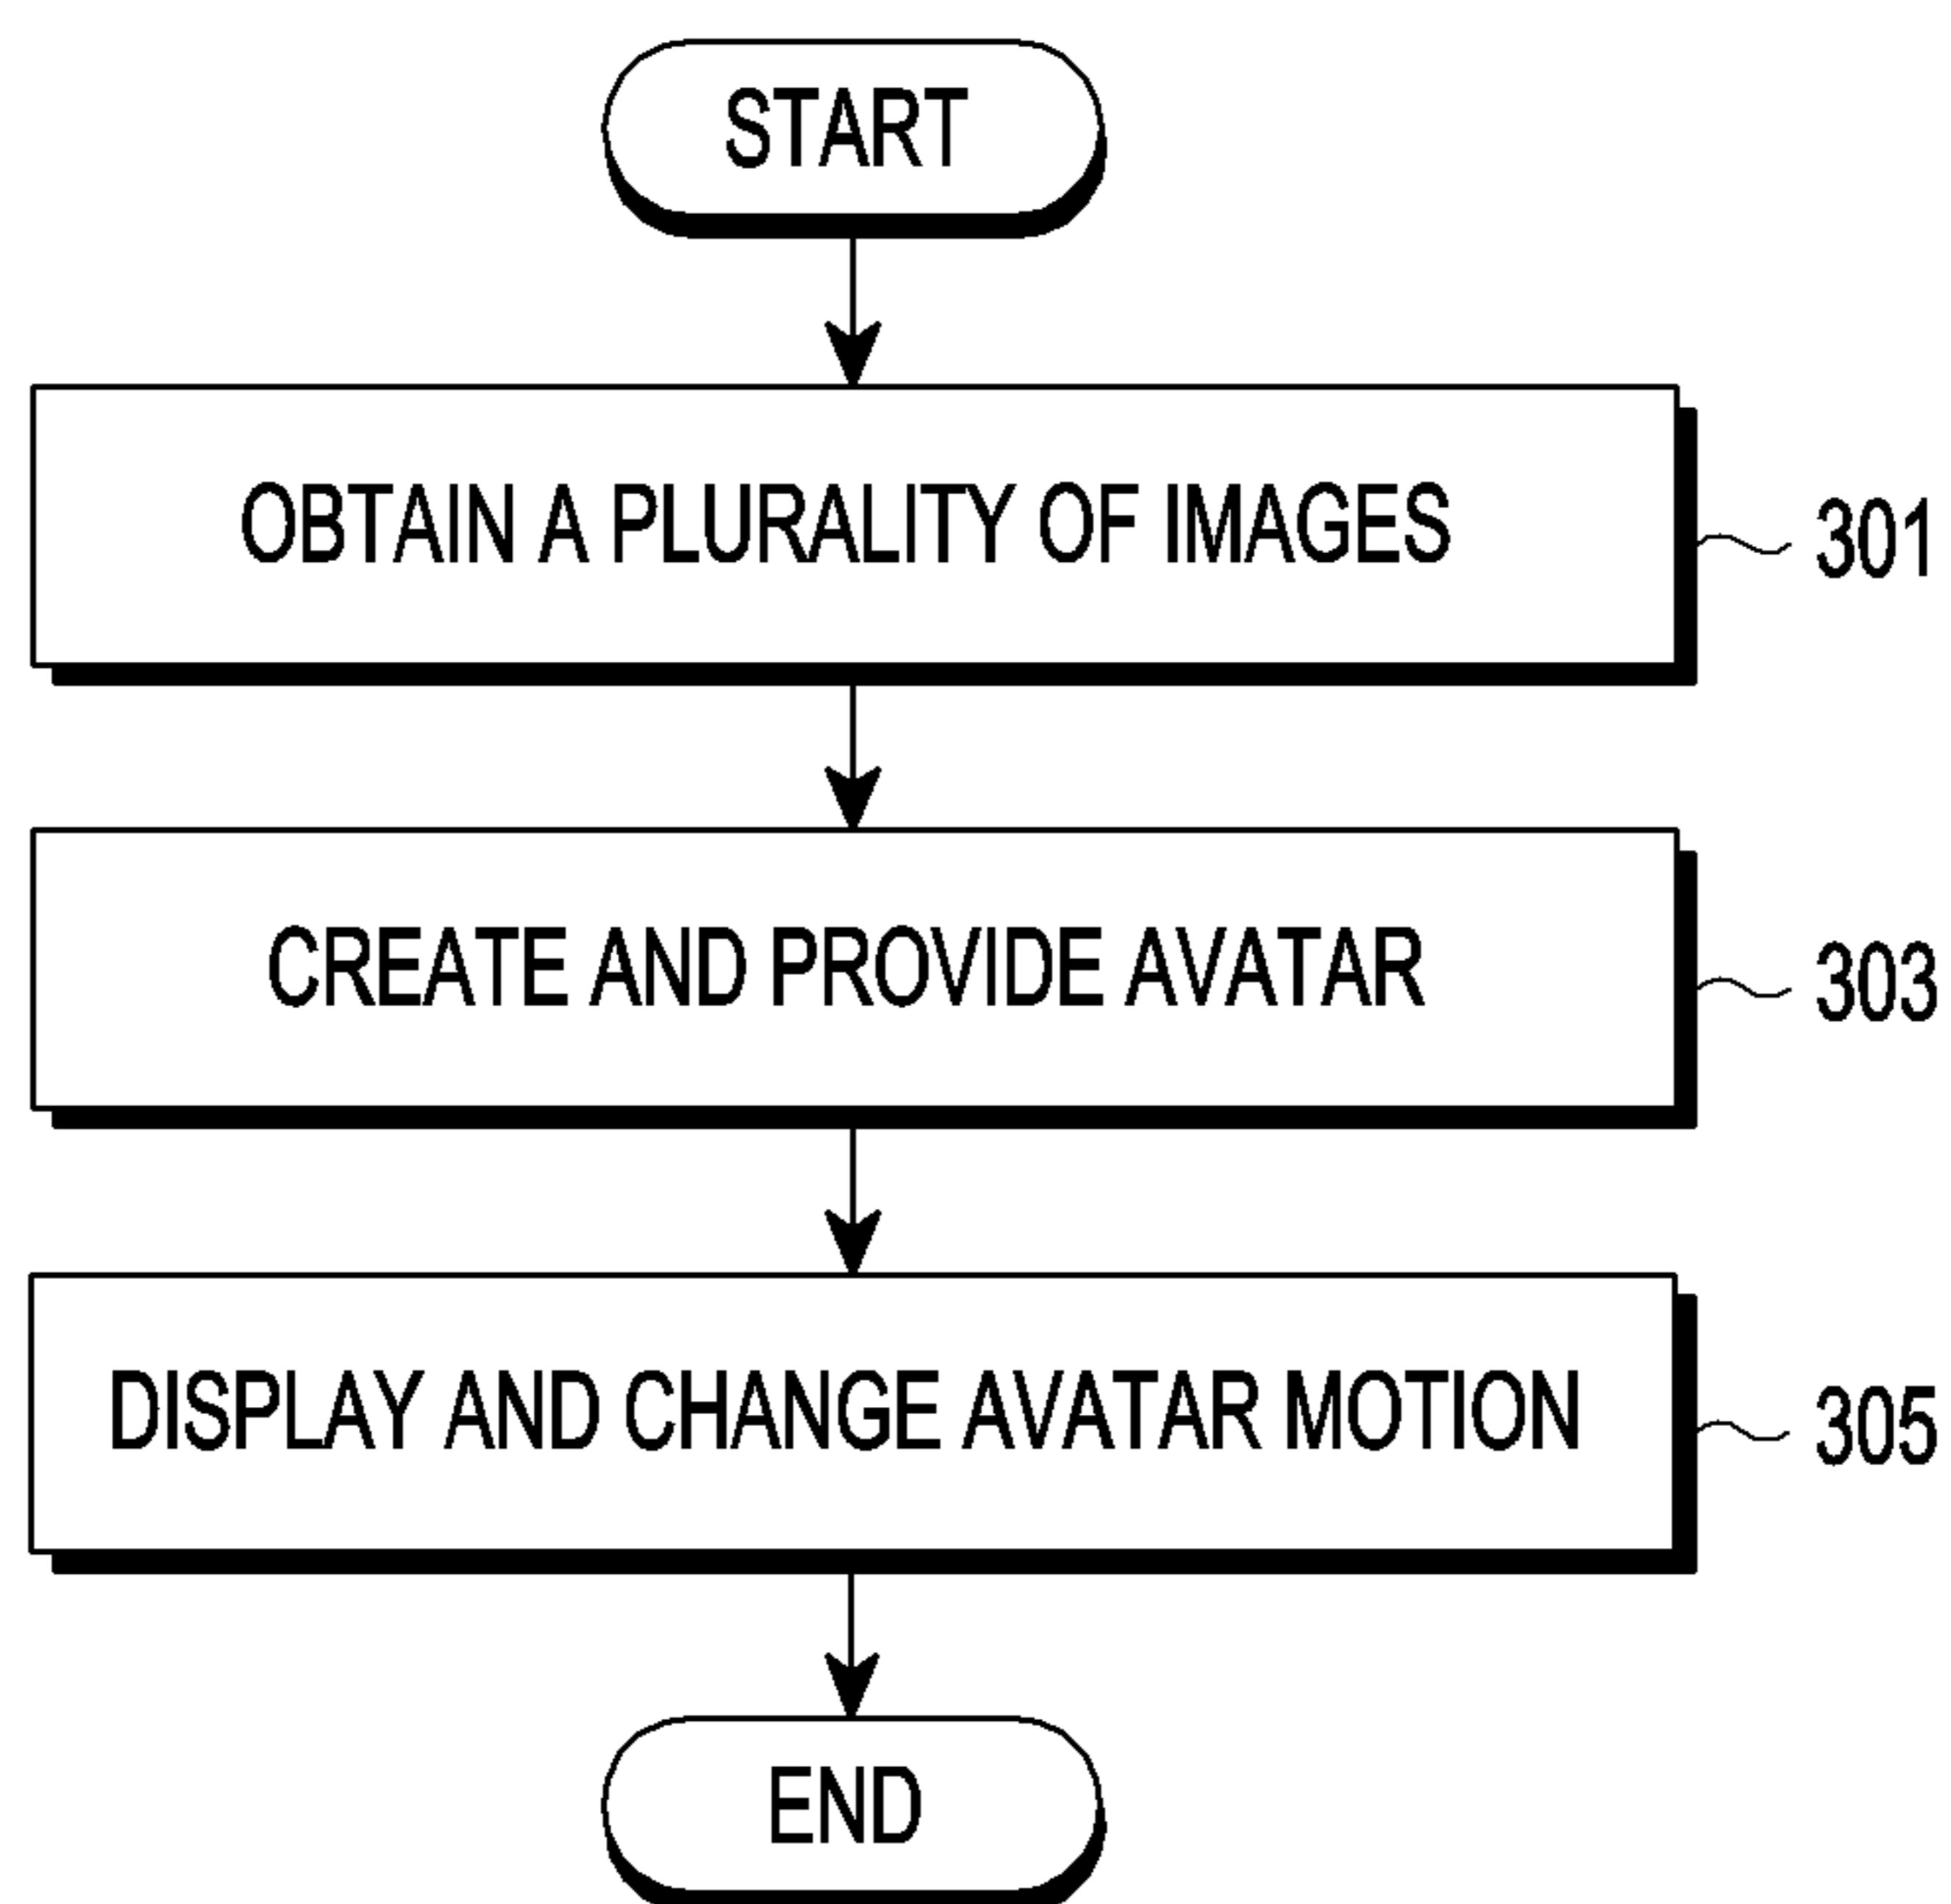 START
OBTAIN A PLURALITY OF IMAGES
301
CREATE AND PROVIDE AVATAR
303
DISPLAY AND CHANGE AVATAR MOTION
305
END